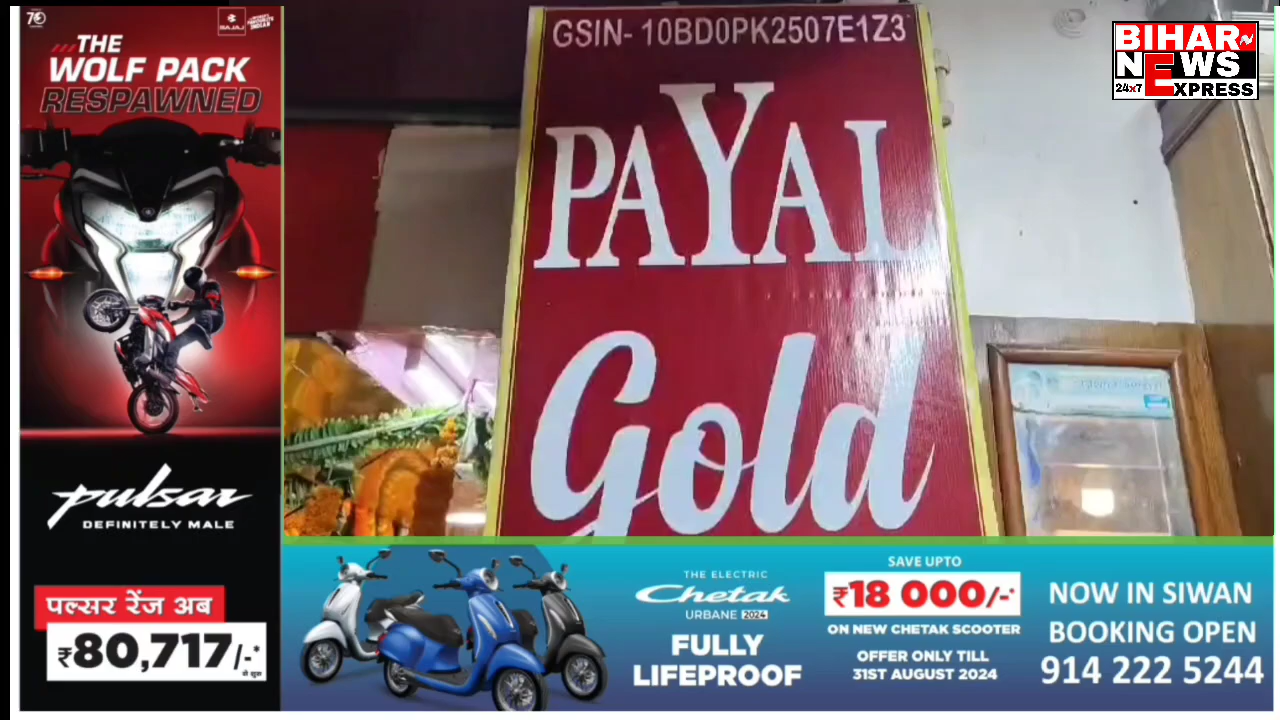 THE
WOLF PACK
RESPAWNED
BAJAJ
pulsar
DEFINITELY MALE
पल्सर रेंज अब
₹80,717/-*
से शुरू
GSIN- 10BD0PK2507E1Z3
PAYAL
Gold
BIHAR
NEWS
24x7 EXPRESS
THE ELECTRIC
Chetak
URBANE 2024
FULLY
LIFEPROOF
SAVE UPTO
₹18 000/-*
ON NEW CHETAK SCOOTER
OFFER ONLY TILL
31ST AUGUST 2024
NOW IN SIWAN
BOOKING OPEN
914 222 5244